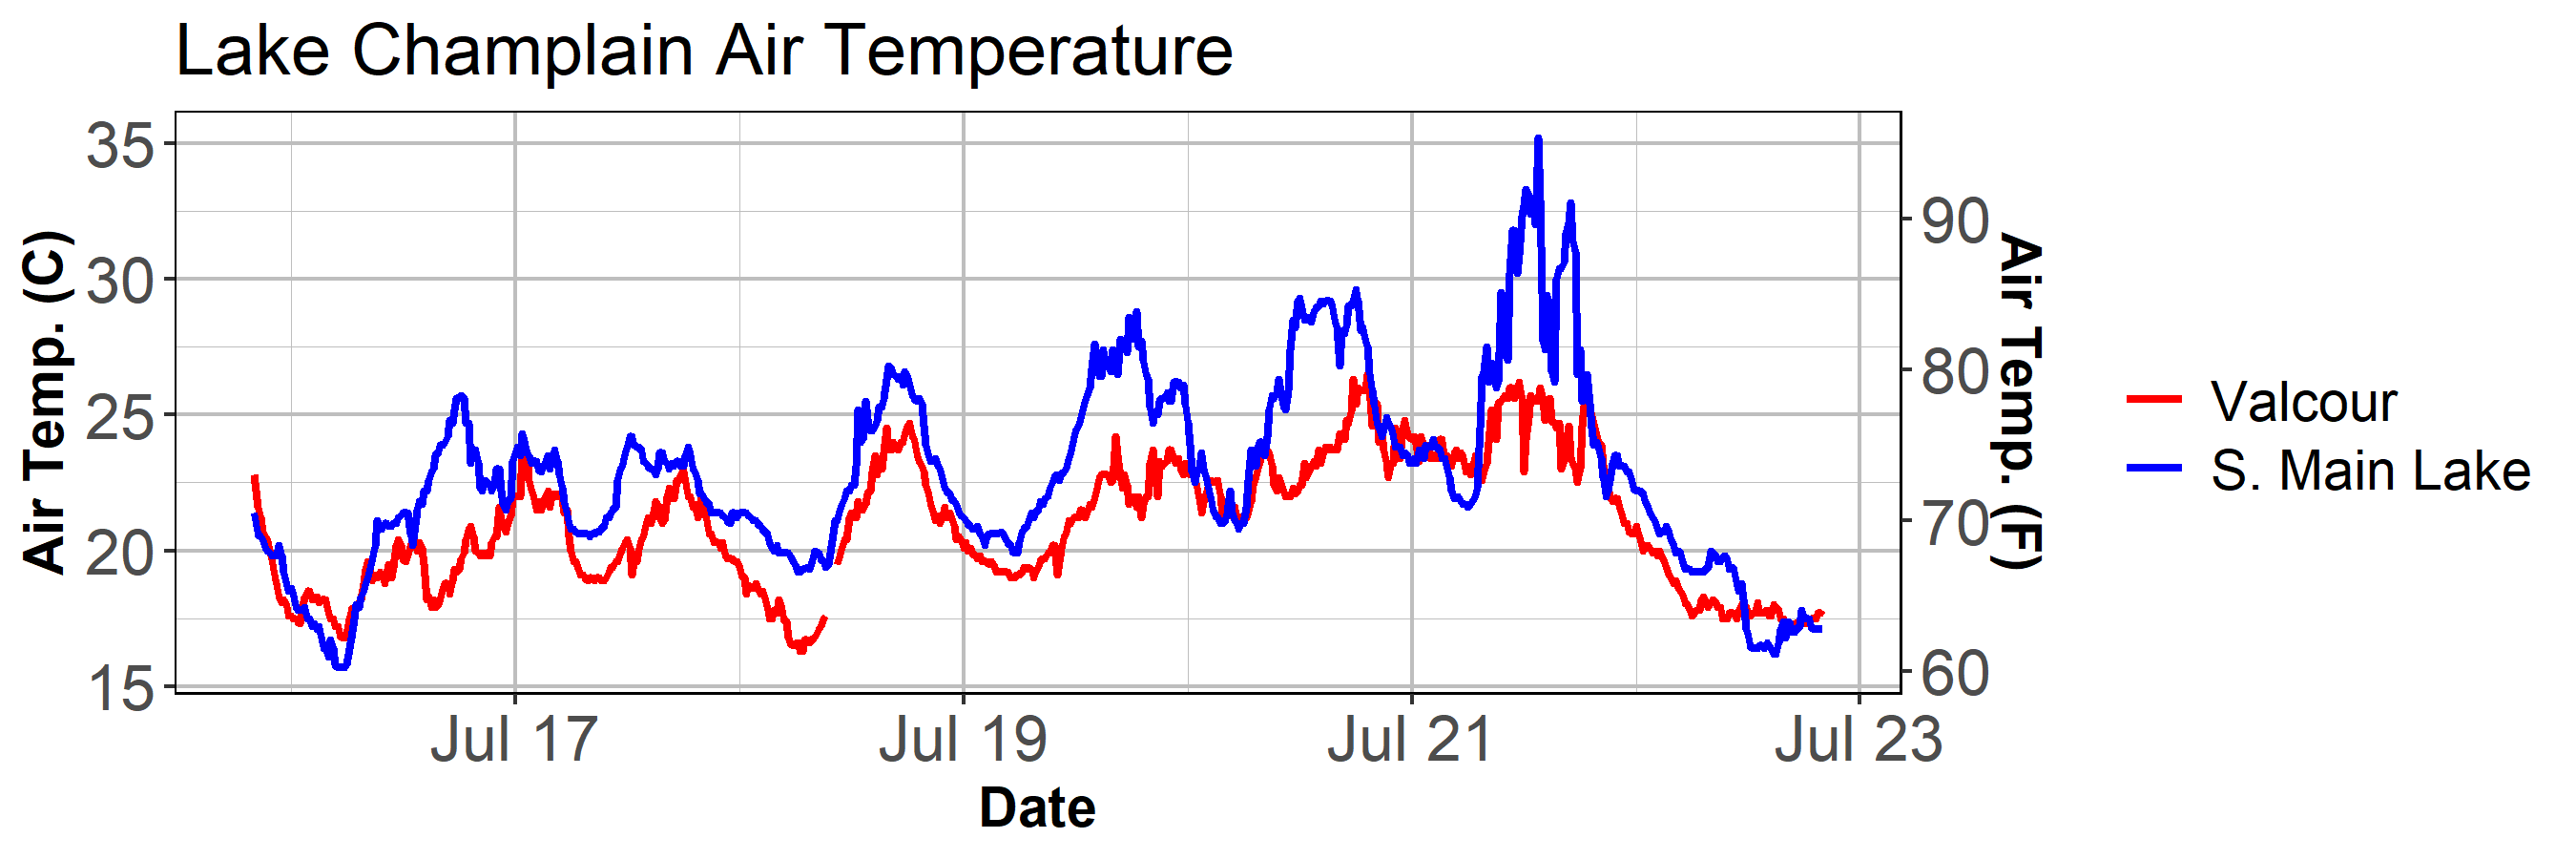 Lake Champlain Air Temperature
Air Temp. (C)
35
30
25
20
15
90
80
70
60
Air Temp. (F)
Jul 17
Jul 19
Jul 21
Jul 23
Date
Valcour
S. Main Lake